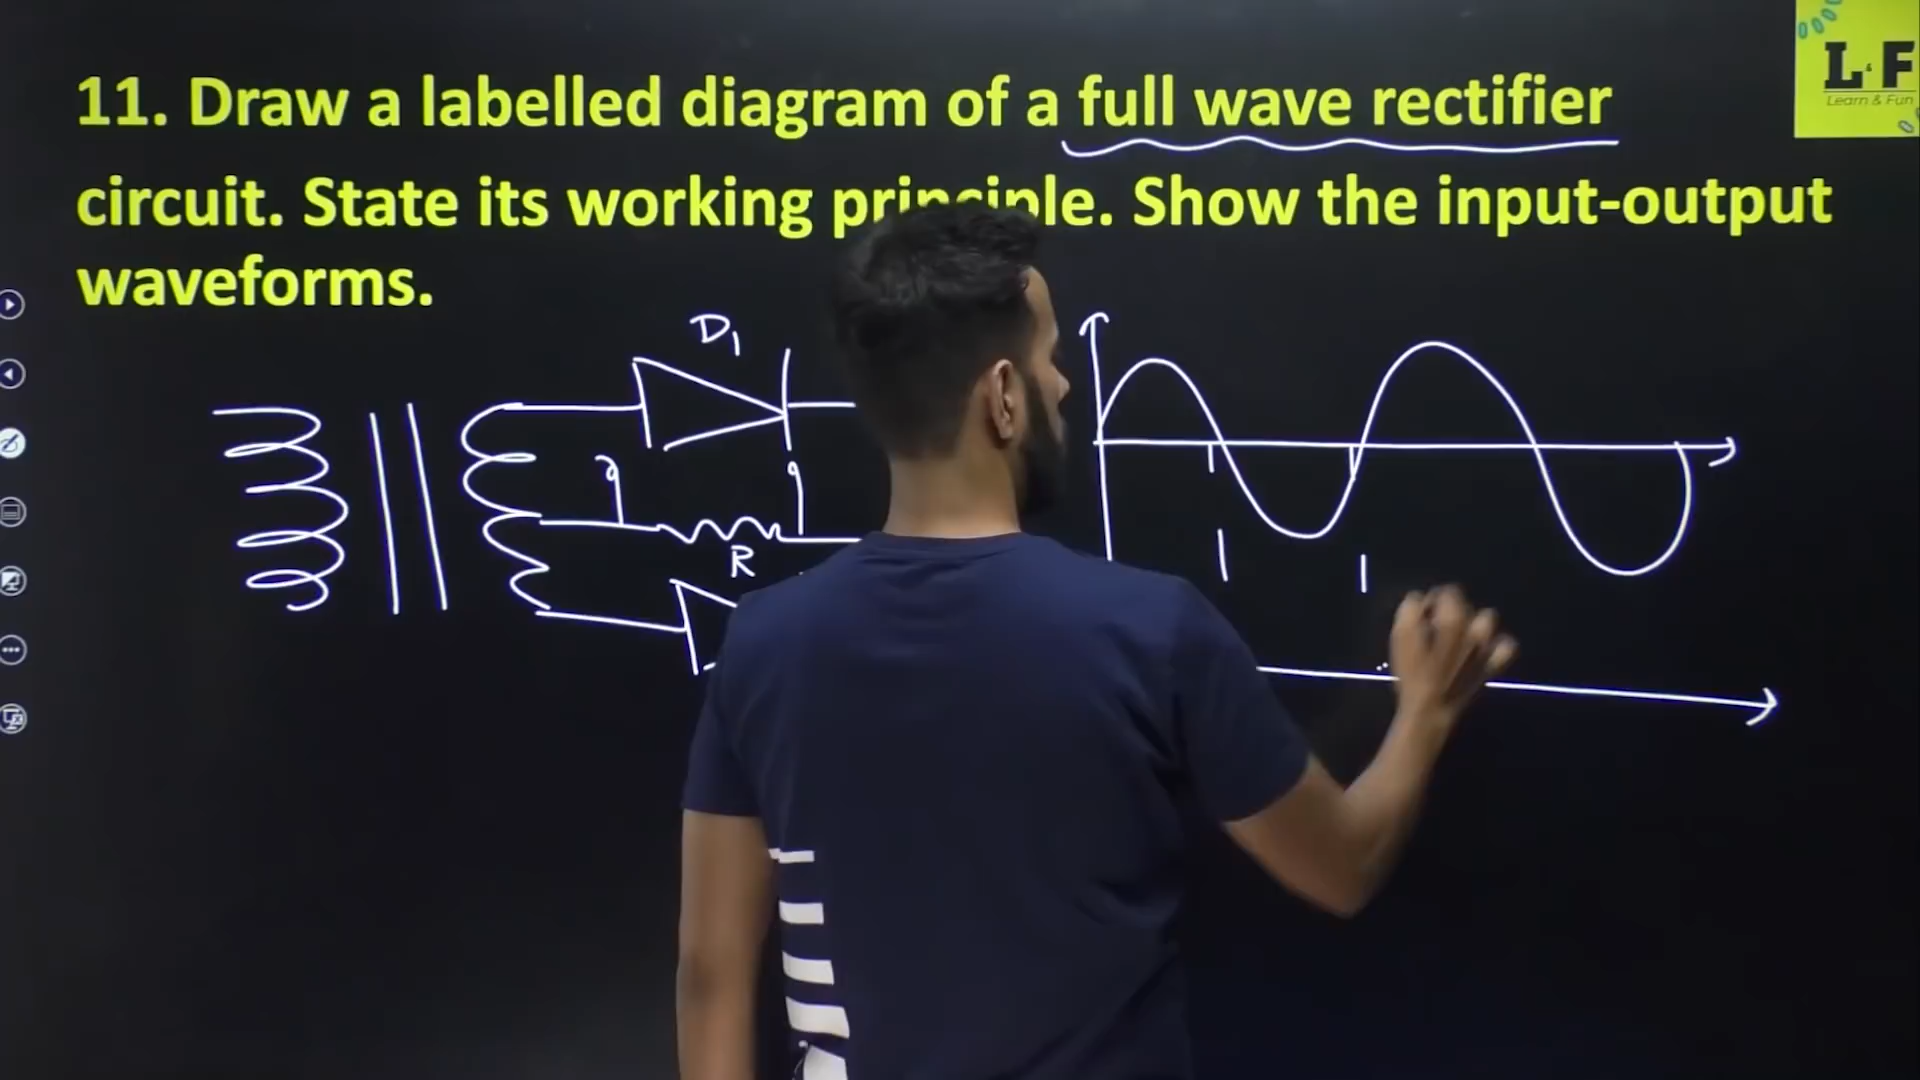 11. Draw a labelled diagram of a full wave rectifier
circuit. State its working principle. Show the input-output
waveforms.
L & F
Learn & Fun
D1
R